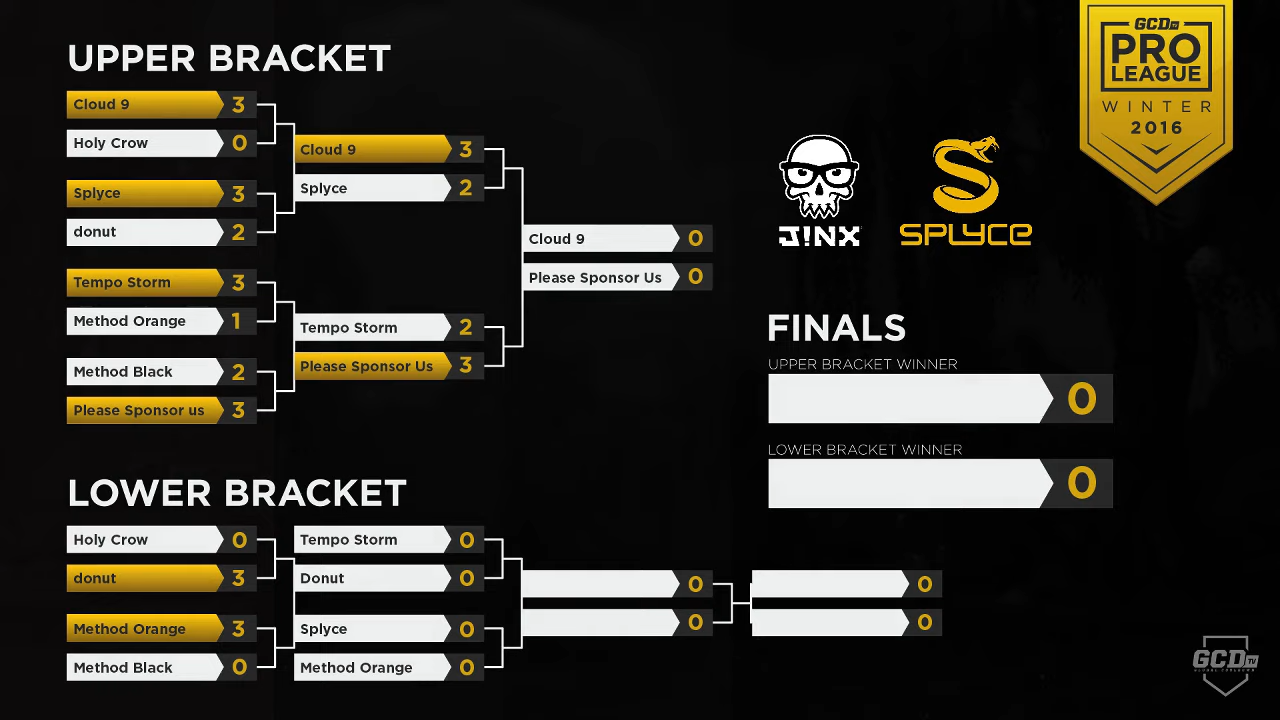 UPPER BRACKET
Cloud 9 3
Holy Crow 0
Splyce 3
donut 2
Tempo Storm 3
Method Orange 1
Method Black 2
Please Sponsor us 3
Cloud 9 3
Splyce 2
Tempo Storm 2
Please Sponsor Us 3
Cloud 9 0
Please Sponsor Us 0
J!NX
SPLYCE
GCDTV
PRO
LEAGUE
WINTER
2016
FINALS
UPPER BRACKET WINNER
0
LOWER BRACKET WINNER
0
LOWER BRACKET
Holy Crow 0
donut 3
Method Orange 3
Method Black 0
Tempo Storm 0
Donut 0
Splyce 0
Method Orange 0
0
0
0
0
GCDTV